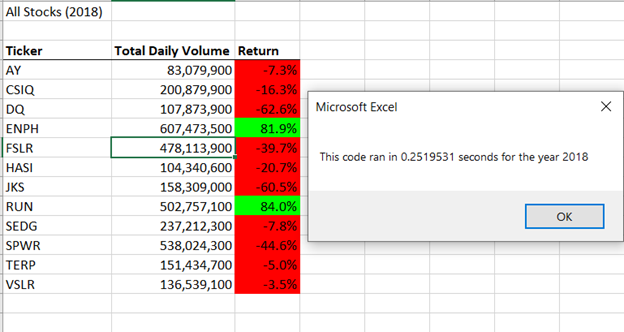 All Stocks (2018)
Ticker Total Daily Volume Return
AY 83,079,900 -7.3%
CSIQ 200,879,900 -16.3%
DQ 107,873,900 -62.6%
ENPH 607,473,500 81.9%
FSLR 478,113,900 -39.7%
HASI 104,340,600 -20.7%
JKS 158,309,000 -60.5%
RUN 502,757,100 84.0%
SEDG 237,212,300 -7.8%
SPWR 538,024,300 -44.6%
TERP 151,434,700 -5.0%
VSLR 136,539,100 -3.5%
Microsoft Excel
This code ran in 0.2519531 seconds for the year 2018
OK